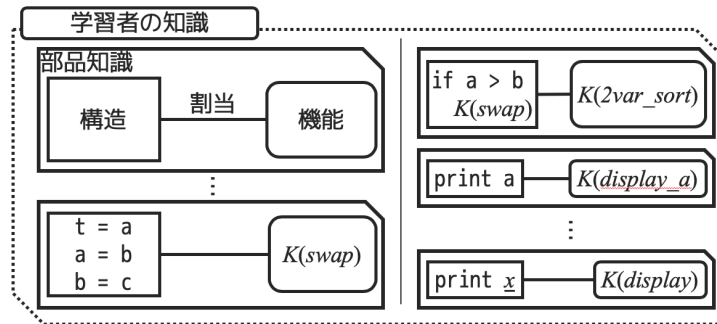 学習者の知識
部品知識
構造
割当
機能
⋮
t = a
a = b
b = c
K(swap)
if a > b
K(swap)
K(2var_sort)
print a
K(display_a)
⋮
print x
K(display)